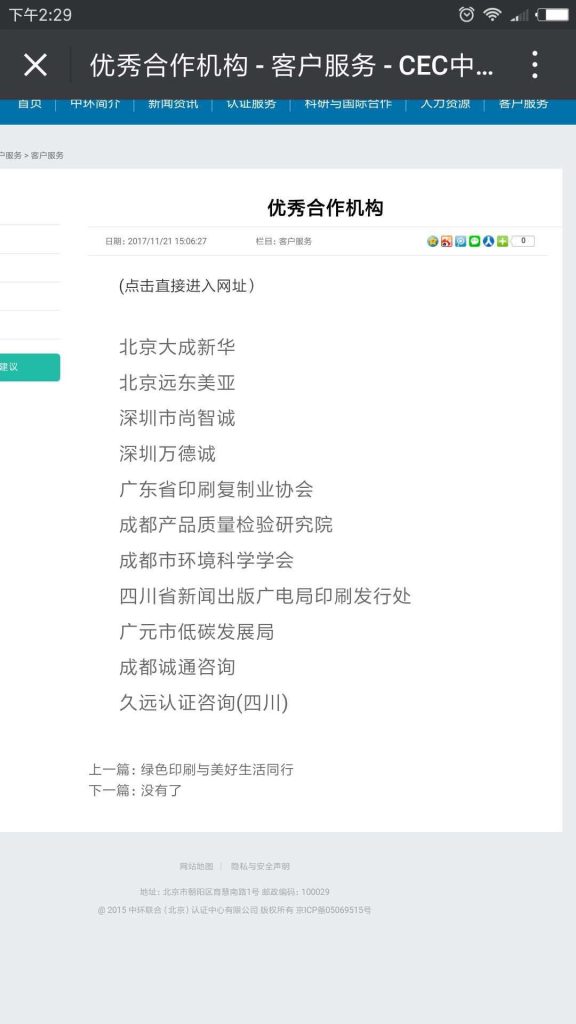 下午2:29
优秀合作机构 - 客户服务 - CEC中...
首页 | 中环简介 | 新闻资讯 | 认证服务 | 科研与国际合作 | 人力资源 | 客户服务
户服务 > 客户服务
优秀合作机构
日期：2017/11/21 15:06:27 栏目：客户服务 0
(点击直接进入网址）
建议
北京大成新华
北京远东美亚
深圳市尚智诚
深圳万德诚
广东省印刷复制业协会
成都产品质量检验研究院
成都市环境科学学会
四川省新闻出版广电局印刷发行处
广元市低碳发展局
成都诚通咨询
久远认证咨询(四川)
上一篇：绿色印刷与美好生活同行
下一篇：没有了
网站地图 | 隐私与安全声明
地址：北京市朝阳区育慧南路1号 邮政编码：100029
@ 2015 中环联合（北京）认证中心有限公司 版权所有 京ICP备05069515号